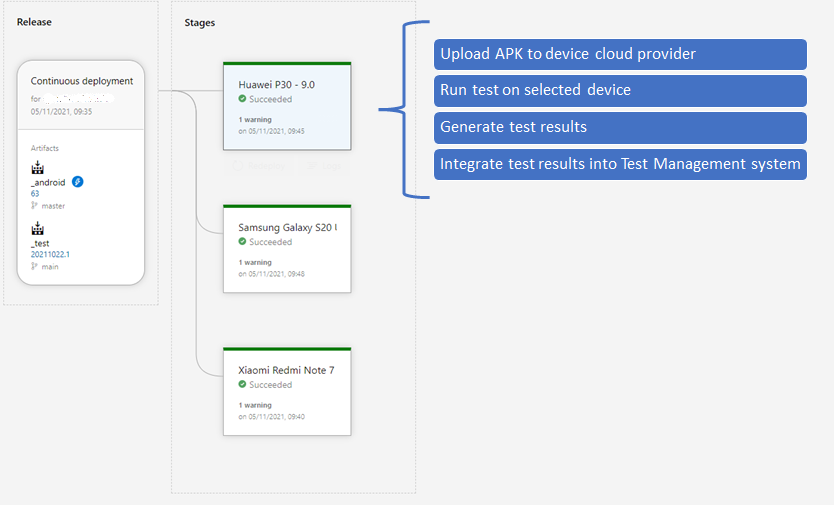 Release
Continuous deployment
for
05/11/2021, 09:35
Artifacts
_android
63
master
_test
20211022.1
main
Stages
Huawei P30 - 9.0
Succeeded
1 warning
on 05/11/2021, 09:45
Samsung Galaxy S20 U
Succeeded
1 warning
on 05/11/2021, 09:48
Xiaomi Redmi Note 7
Succeeded
1 warning
on 05/11/2021, 09:40
Upload APK to device cloud provider
Run test on selected device
Generate test results
Integrate test results into Test Management system